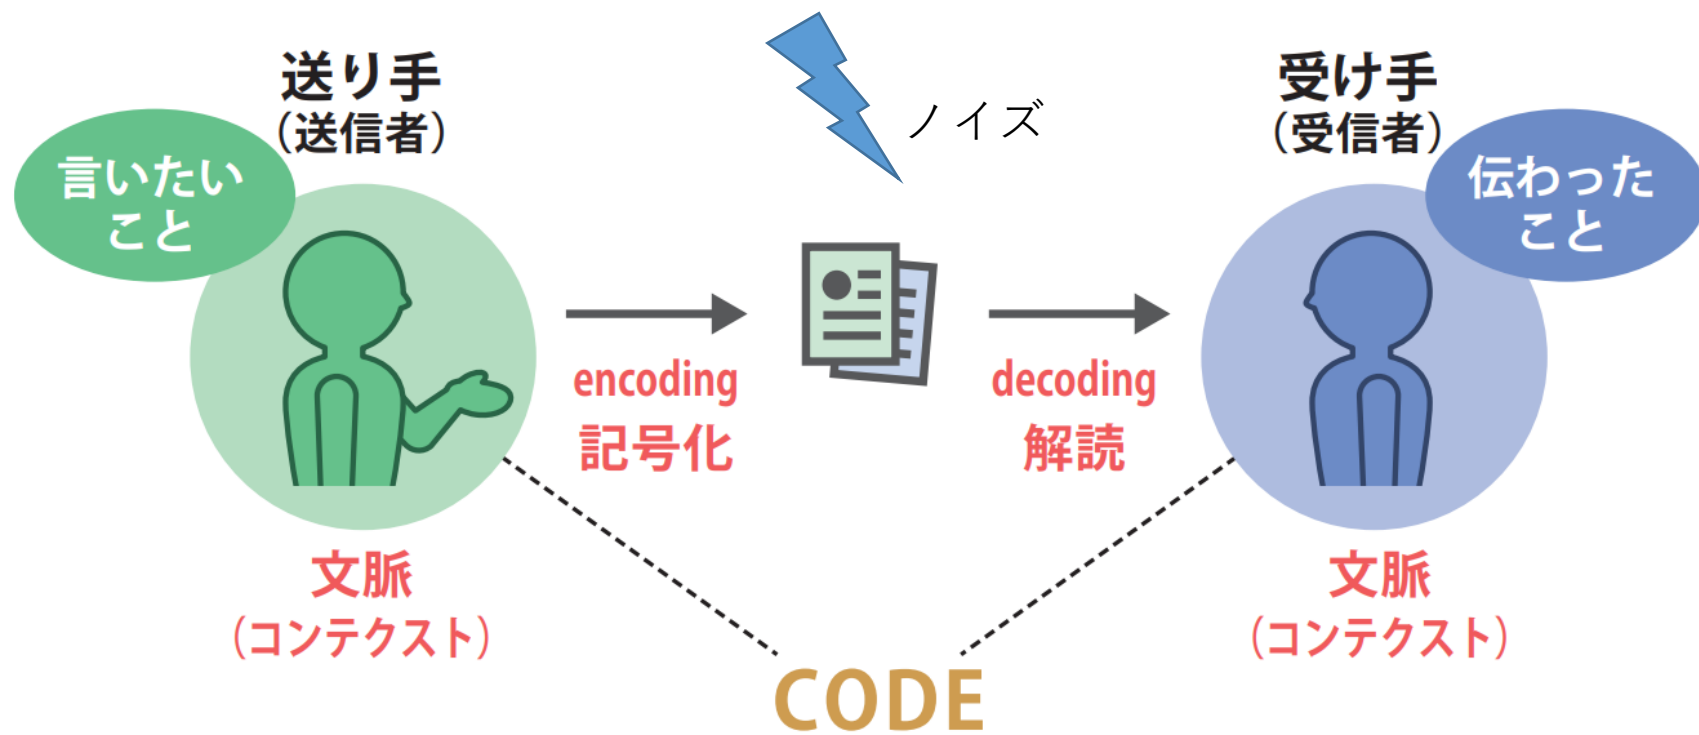 送り手
（送信者）
言いたい
こと
ノイズ
受け手
（受信者）
伝わった
こと
encoding
記号化
decoding
解読
文脈
（コンテクスト）
文脈
（コンテクスト）
CODE